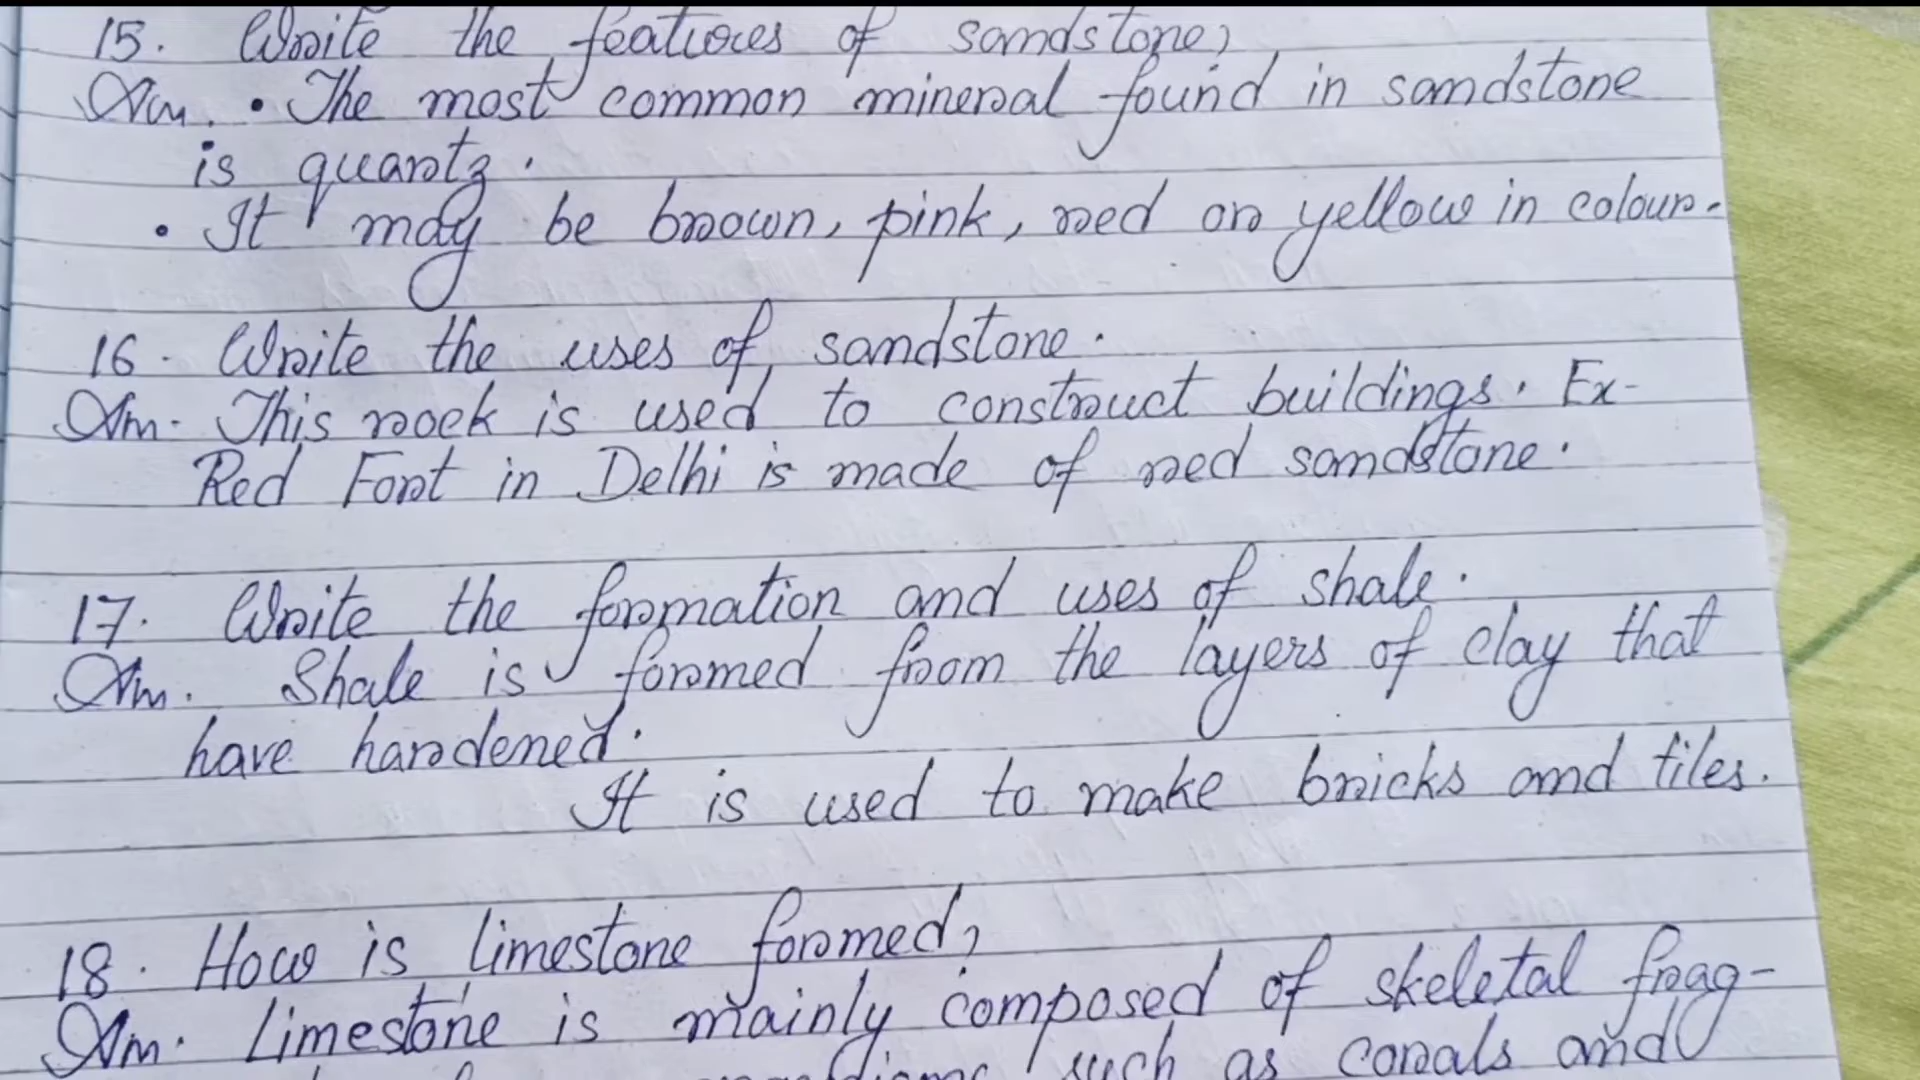 15. Write the features of sandstone?
Ans. • The most common mineral found in sandstone
is quartz.
• It may be brown, pink, red or yellow in colour.
16. Write the uses of sandstone.
Ans. This rock is used to construct buildings. Ex-
Red Fort in Delhi is made of red sandstone.
17. Write the formation and uses of shale.
Ans. Shale is formed from the layers of clay that
have hardened.
It is used to make bricks and tiles.
18. How is limestone formed?
Ans. Limestone is mainly composed of skeletal frag-
such as corals and